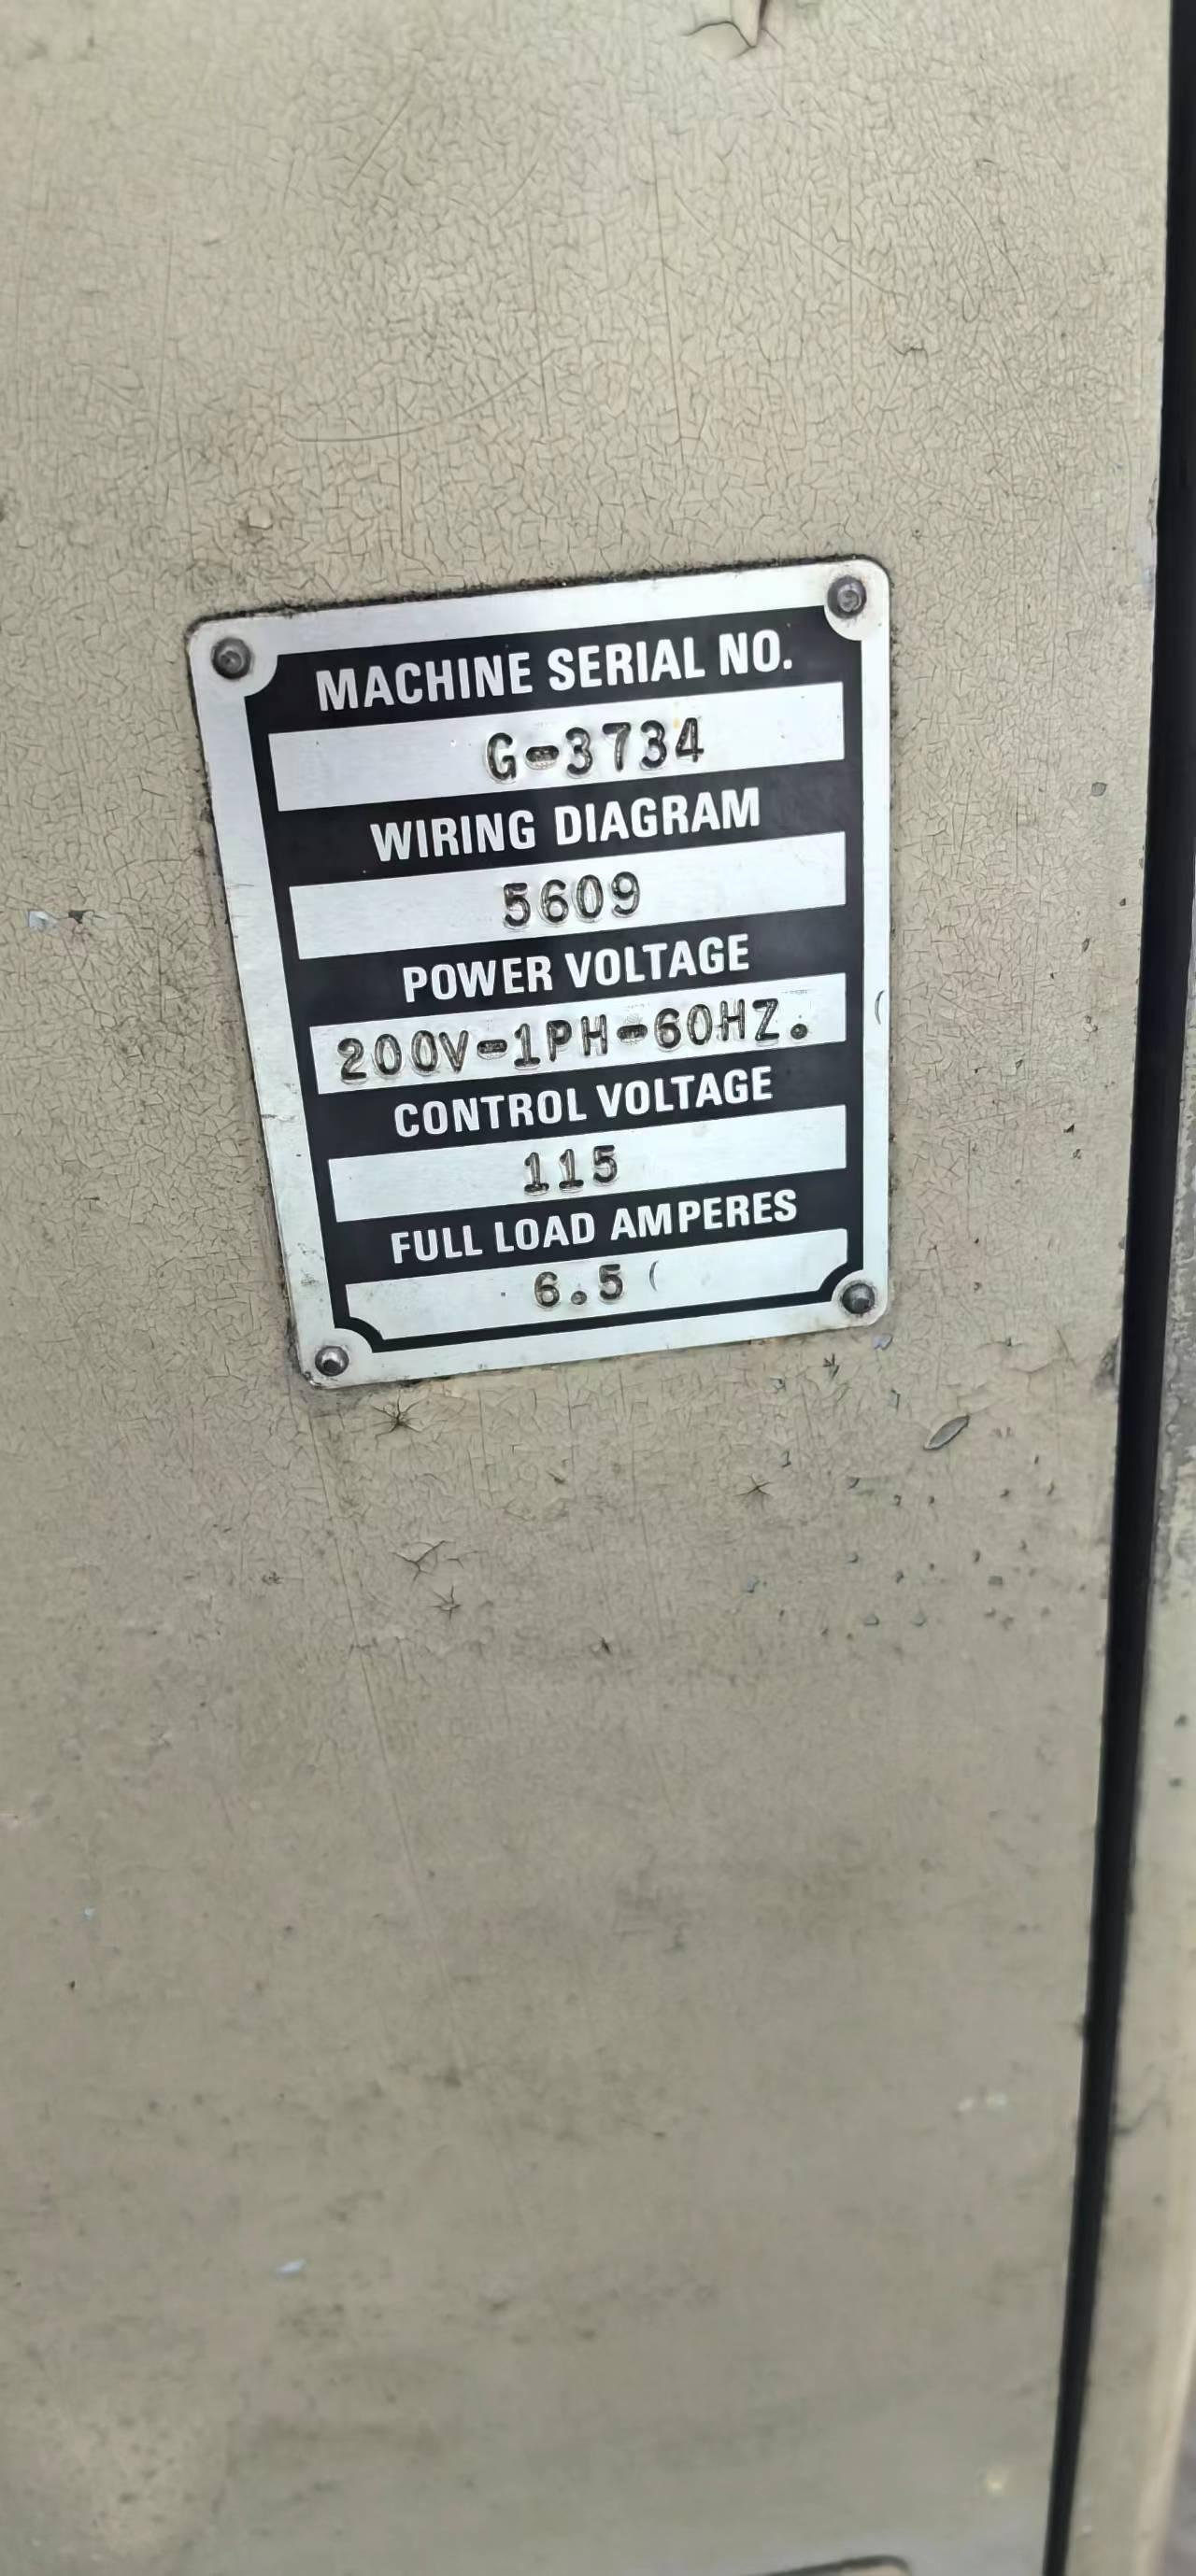 MACHINE SERIAL NO.
G-3734
WIRING DIAGRAM
5609
POWER VOLTAGE
200V-1PH-60HZ.
CONTROL VOLTAGE
115
FULL LOAD AMPERES
6.5